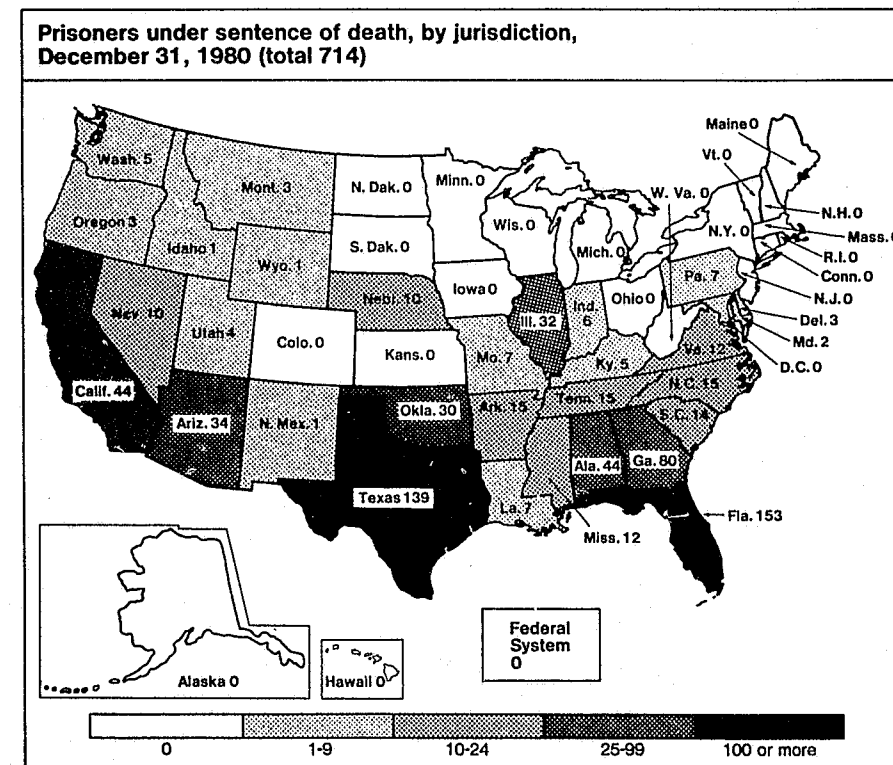 Prisoners under sentence of death, by jurisdiction,
December 31, 1980 (total 714)
Maine 0
Vt. 0
Wash. 5
Mont. 3
N. Dak. 0
Minn. 0
W. Va. 0
N.H. 0
Oregon 3
Idaho 1
Wis. 0
Mich. 0
N.Y. 0
Mass. 0
R.I. 0
Conn. 0
S. Dak. 0
Wyo. 1
Pa. 7
N.J. 0
Iowa 0
Nebr. 10
Ohio 0
Del. 3
Nev. 10
Utah 4
Colo. 0
Ill. 32
Ind.
6
Md. 2
Kans. 0
Mo. 7
Ky. 5
Va. 12
D.C. 0
Calif. 44
N.C. 15
Ariz. 34
N. Mex. 1
Okla. 30
Ark. 15
Tenn. 15
S.C. 14
Ala. 44
Ga. 80
Texas 139
La. 7
Fla. 153
Miss. 12
Federal
System
0
Alaska 0
Hawaii 0
0
1-9
10-24
25-99
100 or more